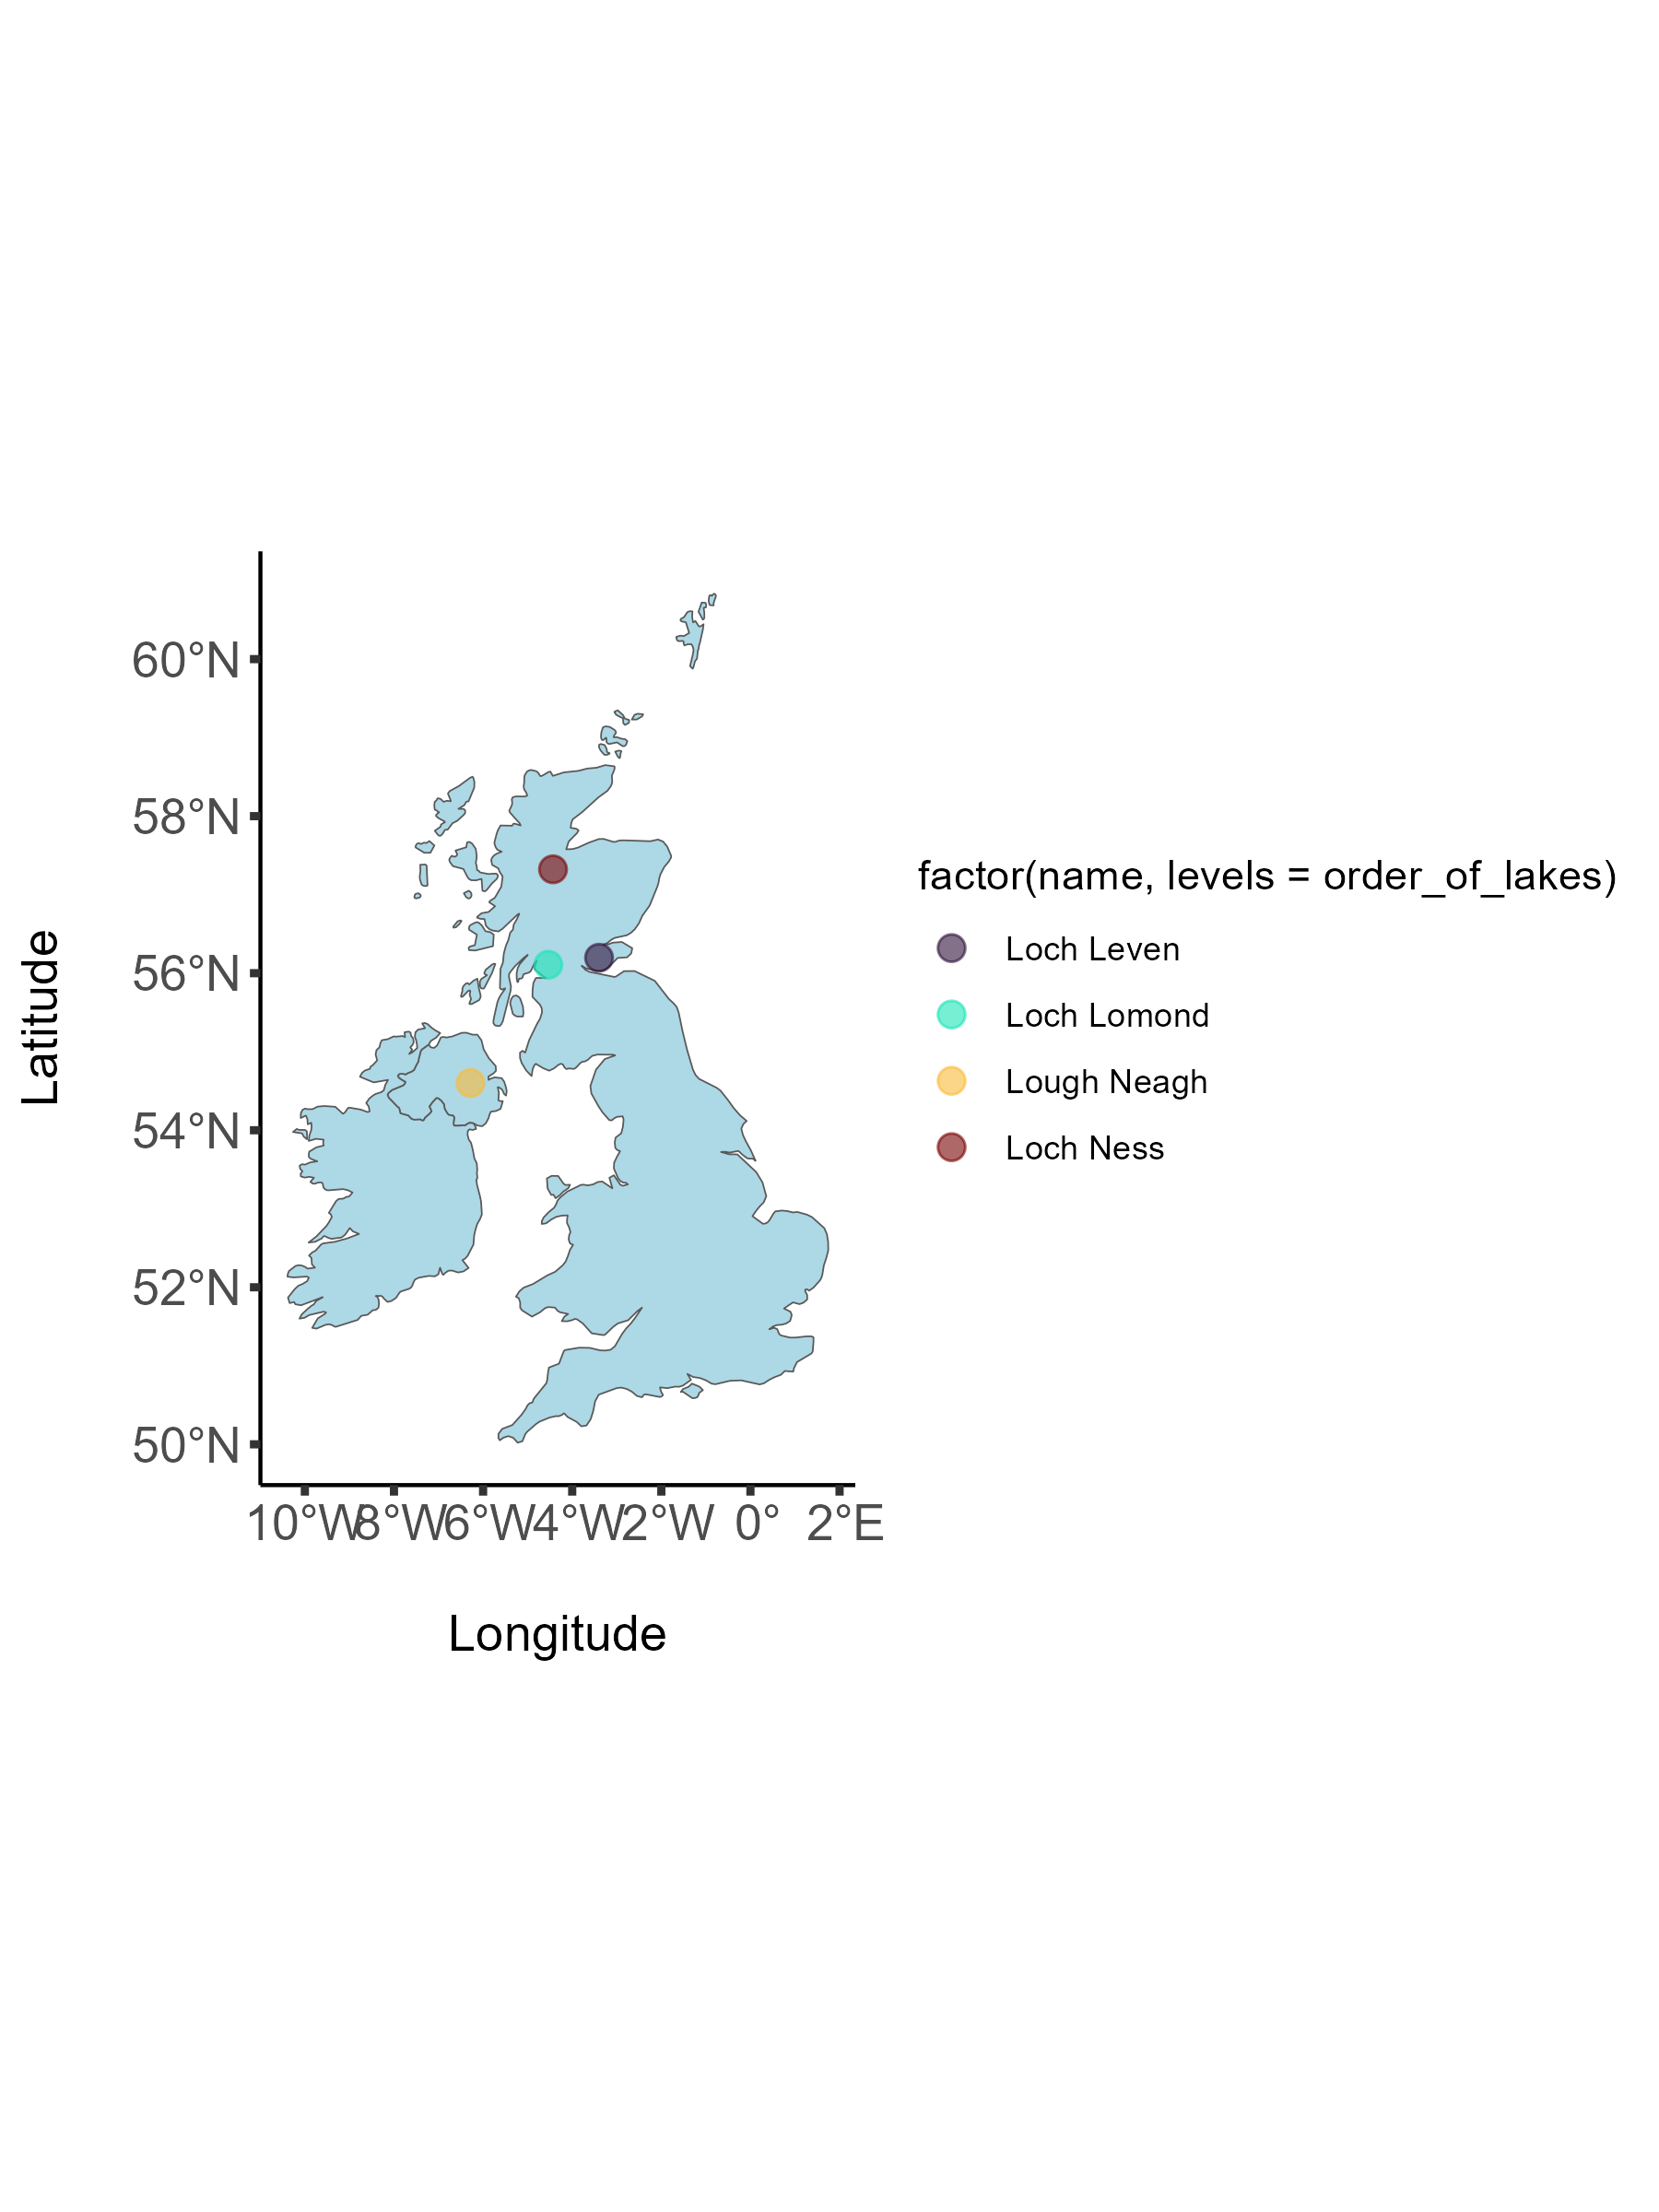 60°N
58°N
56°N
54°N
52°N
50°N
Latitude
10°W 8°W 6°W 4°W 2°W 0° 2°E
Longitude
factor(name, levels = order_of_lakes)
Loch Leven
Loch Lomond
Lough Neagh
Loch Ness